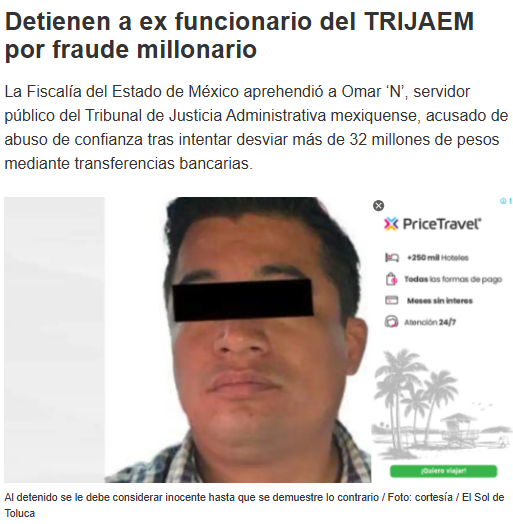 Detienen a ex funcionario del TRIJAEM
por fraude millonario
La Fiscalía del Estado de México aprehendió a Omar ‘N’, servidor
público del Tribunal de Justicia Administrativa mexiquense, acusado de
abuso de confianza tras intentar desviar más de 32 millones de pesos
mediante transferencias bancarias.
PriceTravel
+250 mil Hoteles
Todas las formas de pago
Meses sin interes
Atención 24/7
¡Quiero viajar!
Al detenido se le debe considerar inocente hasta que se demuestre lo contrario / Foto: cortesía / El Sol de
Toluca